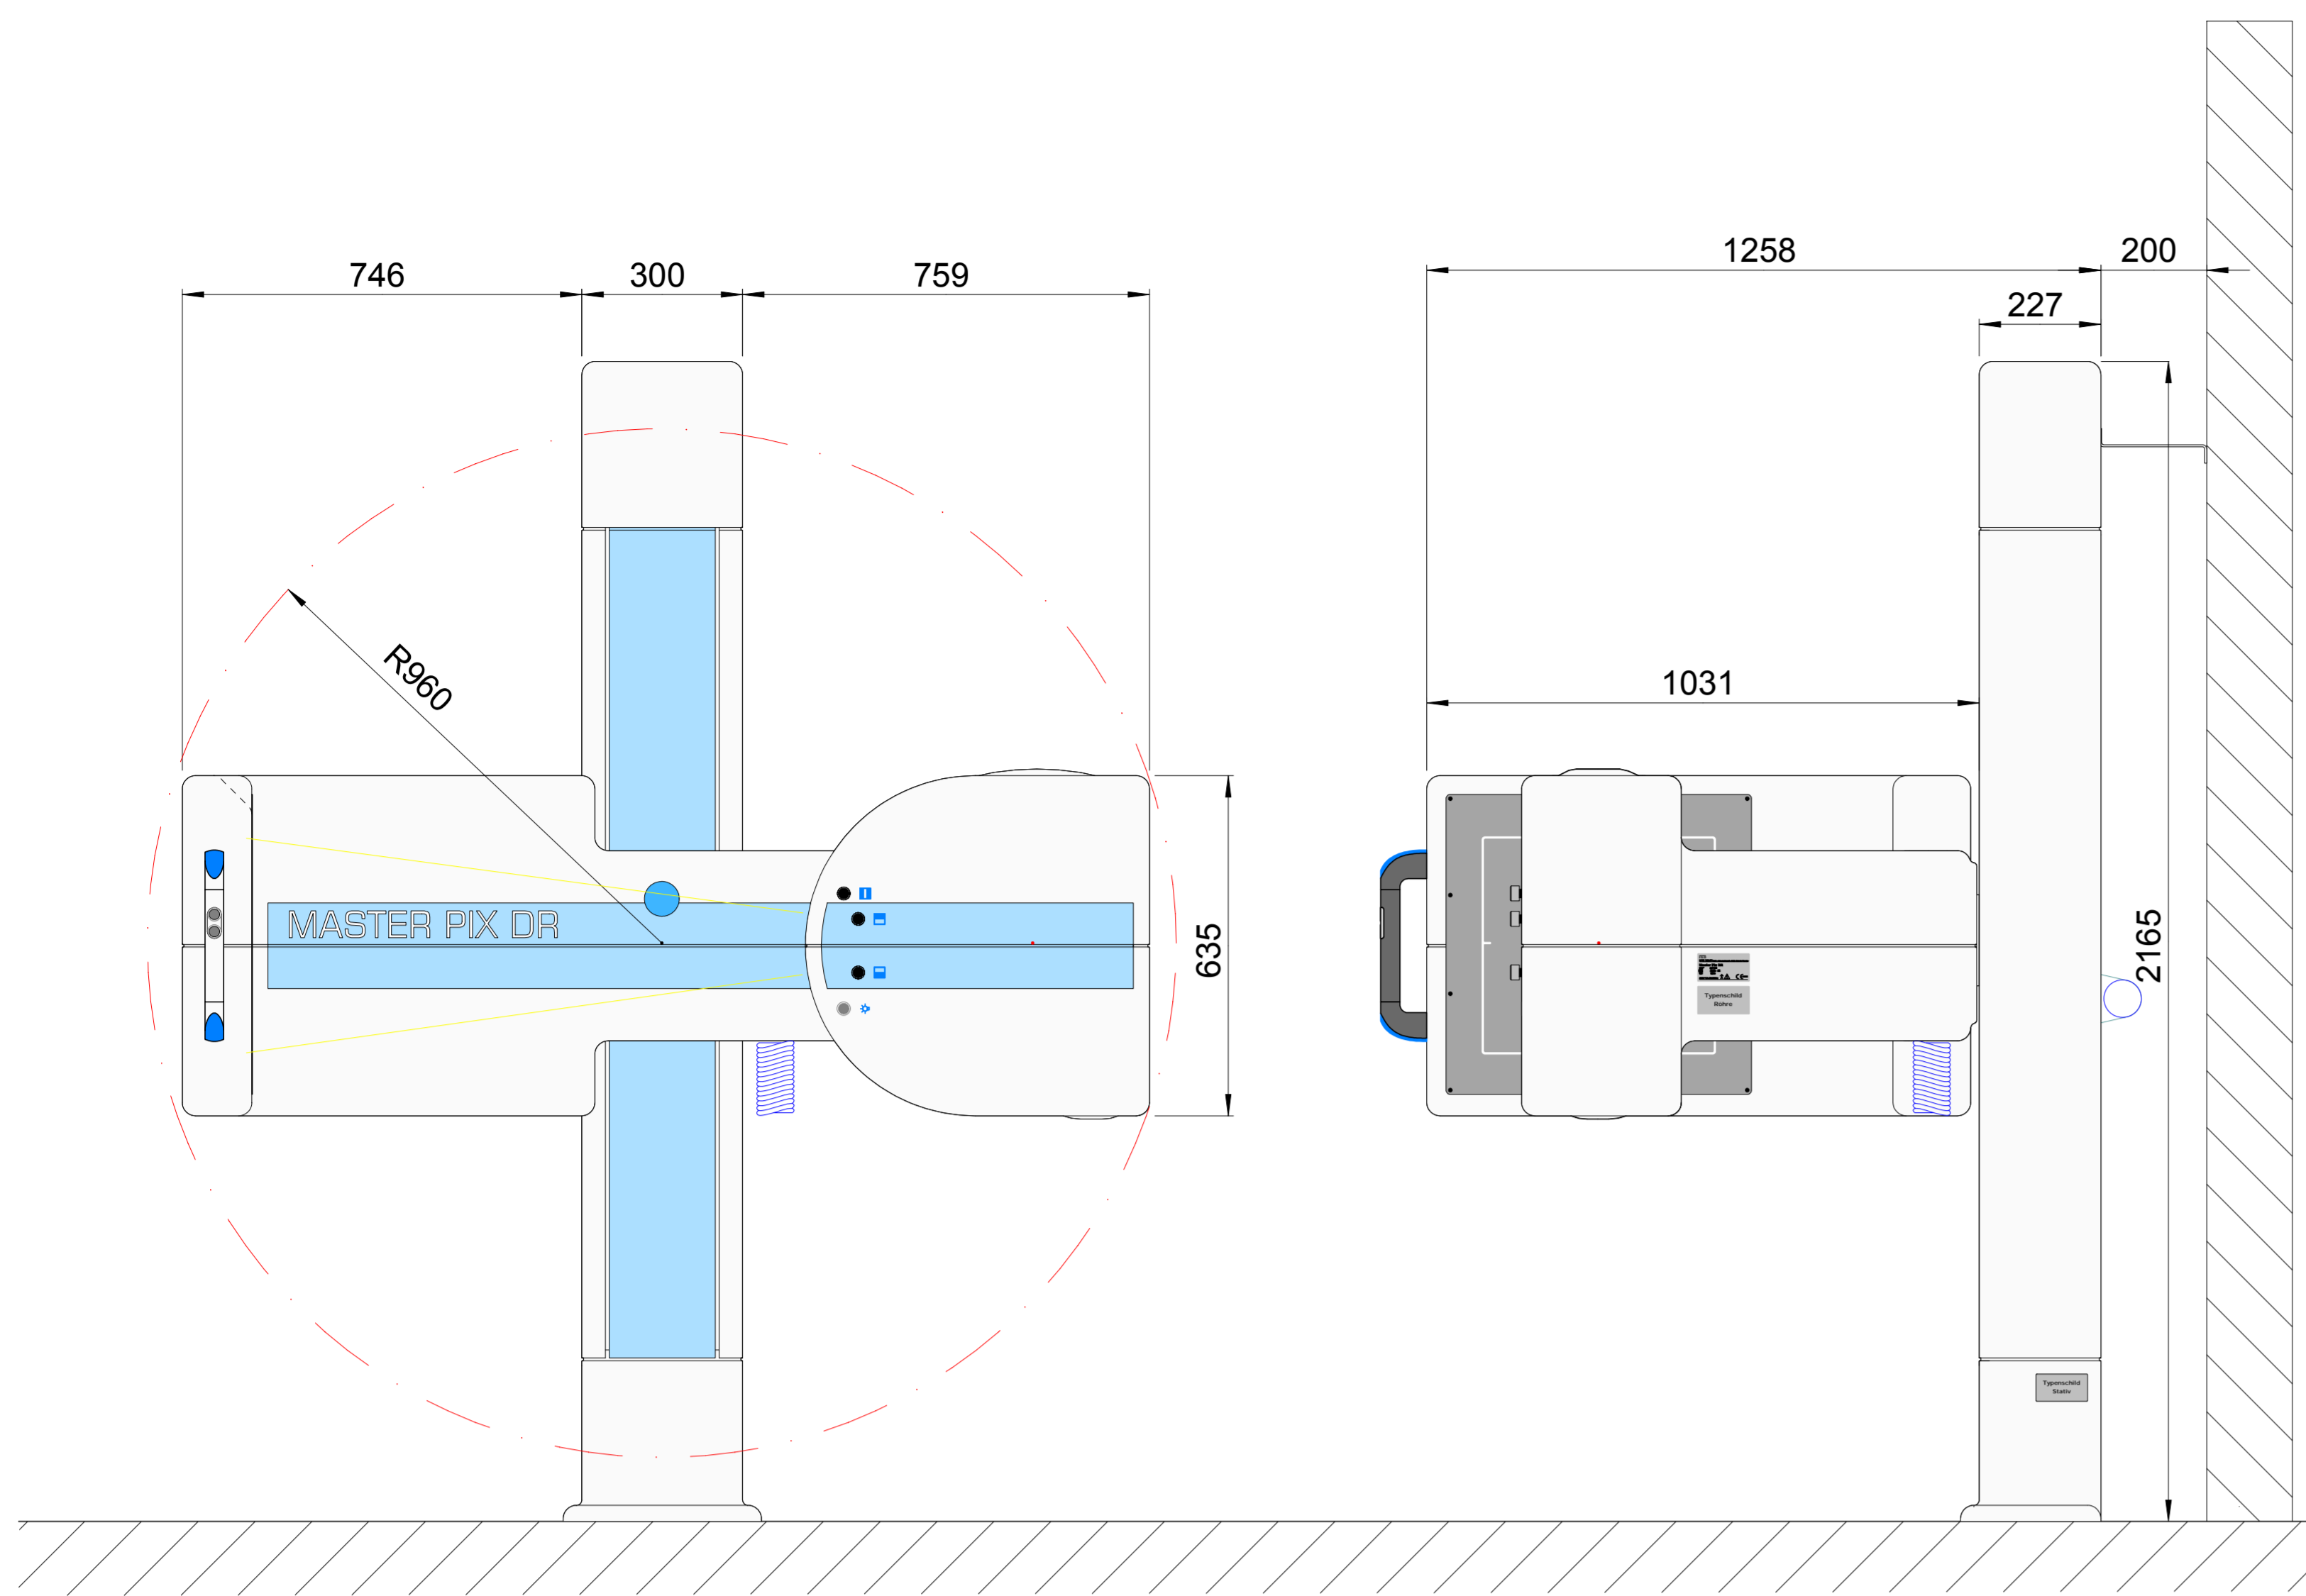 1258
200
746
300
759
227
R960
1031
MASTER PIX DR
635
2165
Typenschild
Röhre
Typenschild
Stativ